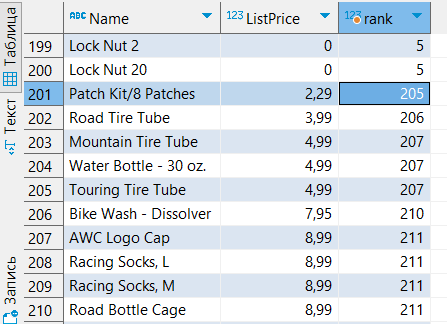 Таблица
Текст
Запись
Name 123 ListPrice 123 rank
199 Lock Nut 2 0 5
200 Lock Nut 20 0 5
201 Patch Kit/8 Patches 2,29 205
202 Road Tire Tube 3,99 206
203 Mountain Tire Tube 4,99 207
204 Water Bottle - 30 oz. 4,99 207
205 Touring Tire Tube 4,99 207
206 Bike Wash - Dissolver 7,95 210
207 AWC Logo Cap 8,99 211
208 Racing Socks, L 8,99 211
209 Racing Socks, M 8,99 211
210 Road Bottle Cage 8,99 211